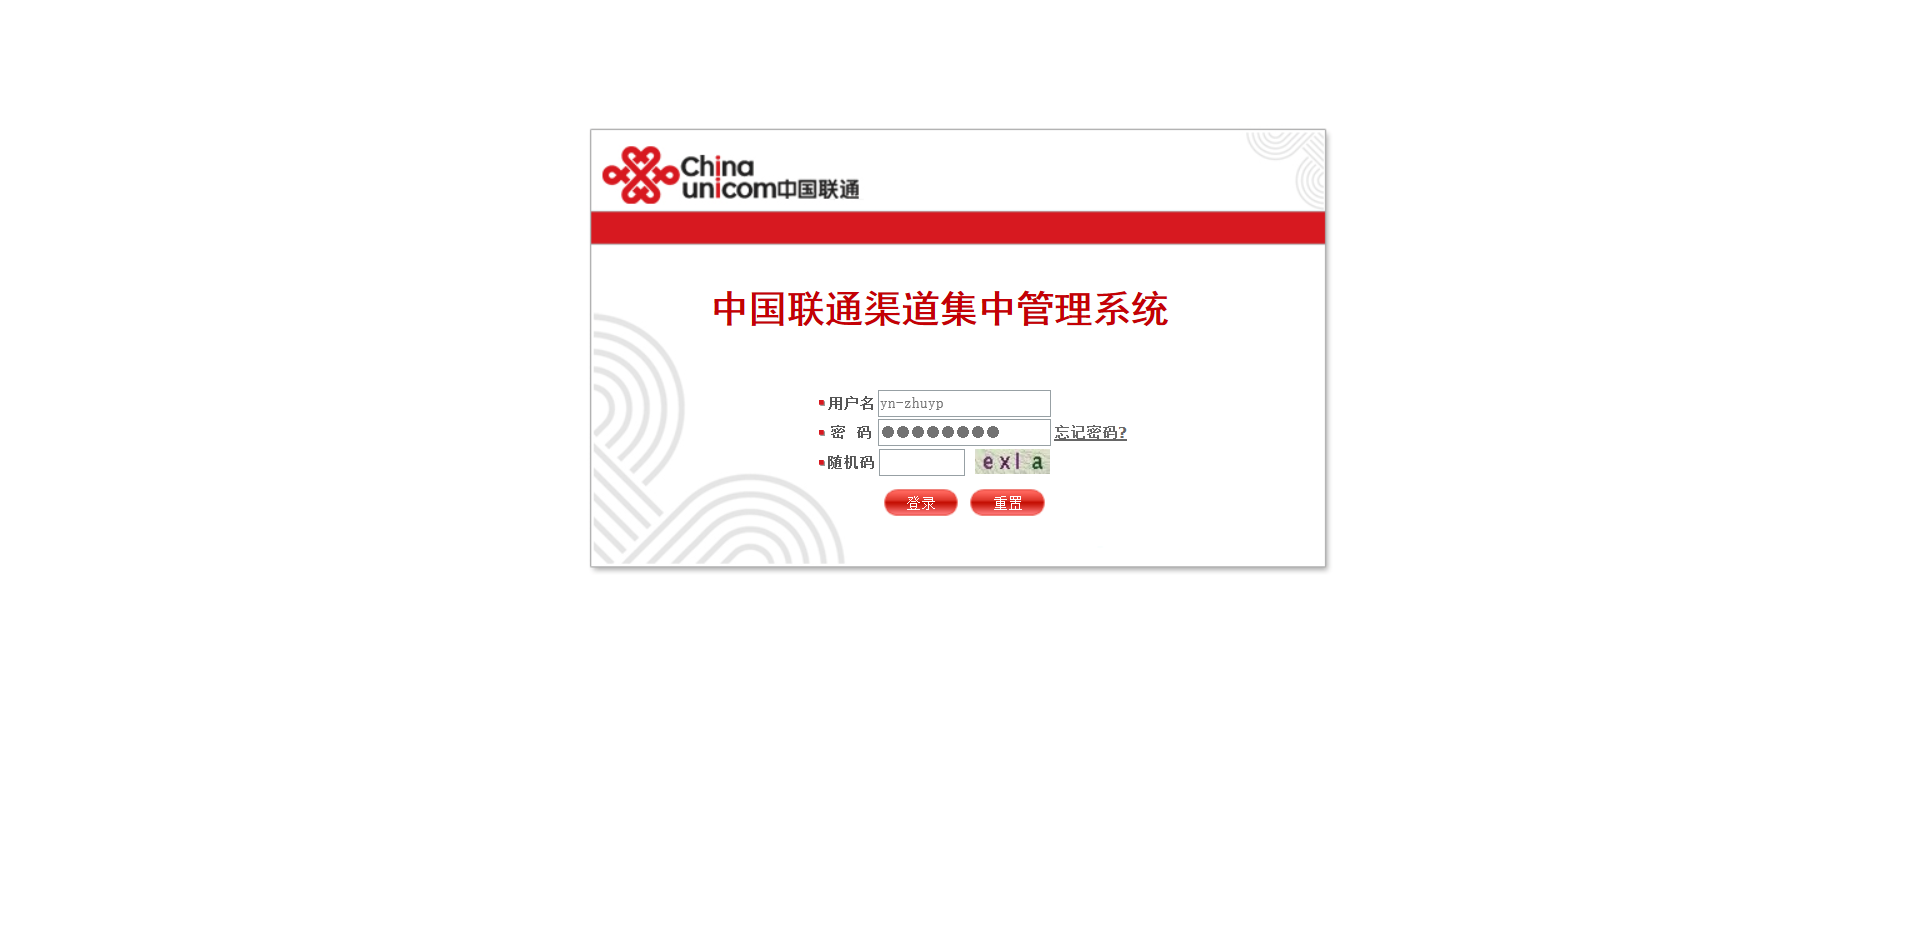 China
unicom中国联通
中国联通渠道集中管理系统
用户名 yn-zhuyp
密 码 ●●●●●●●● 忘记密码?
随机码 exla
登录 重置